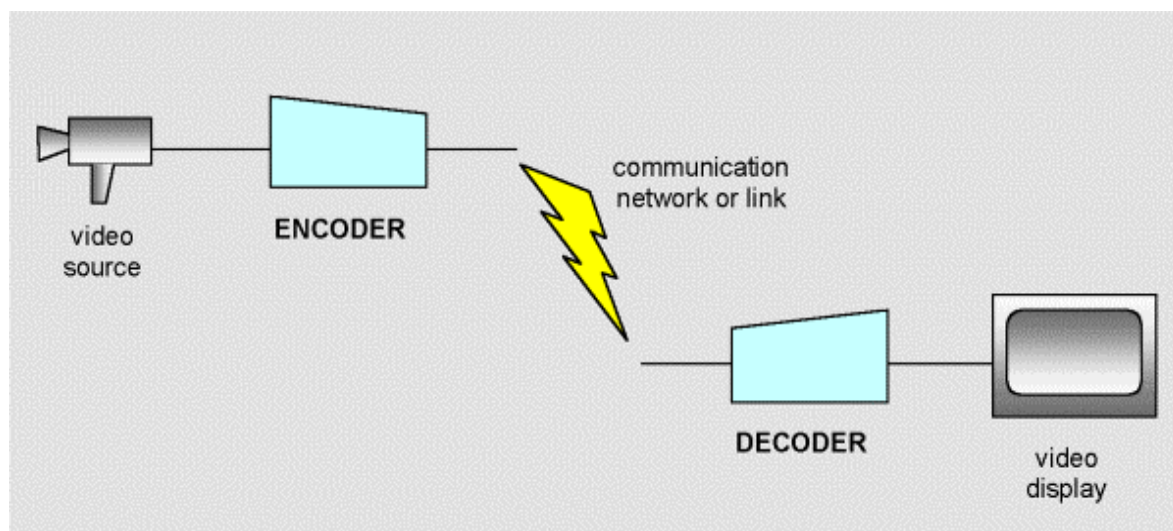 video
source
ENCODER
communication
network or link
DECODER
video
display